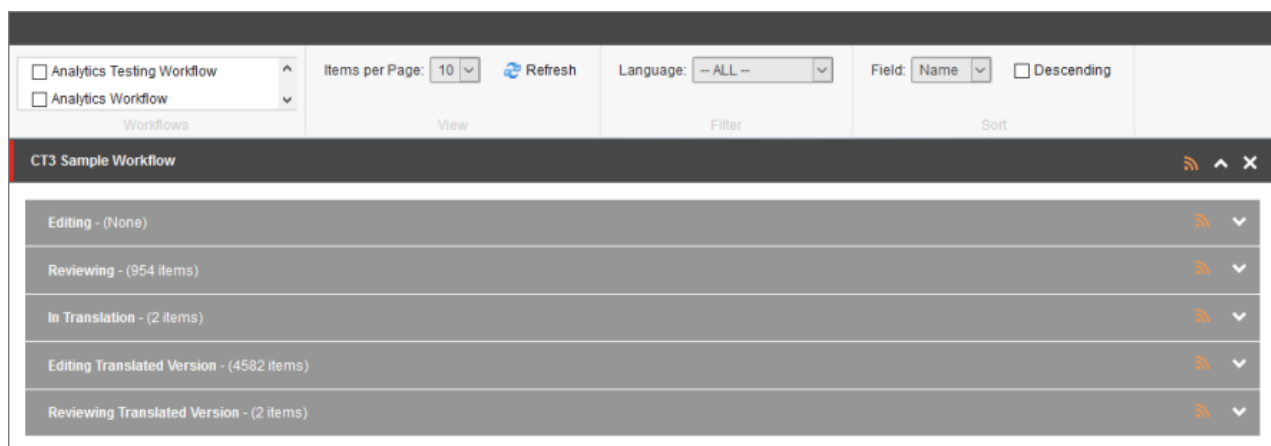 Analytics Testing Workflow
Analytics Workflow
Workflows
Items per Page: 10 Refresh
View
Language: -- ALL --
Filter
Field: Name Descending
Sort
CT3 Sample Workflow
Editing - (None)
Reviewing - (954 items)
In Translation - (2 items)
Editing Translated Version - (4582 items)
Reviewing Translated Version - (2 items)